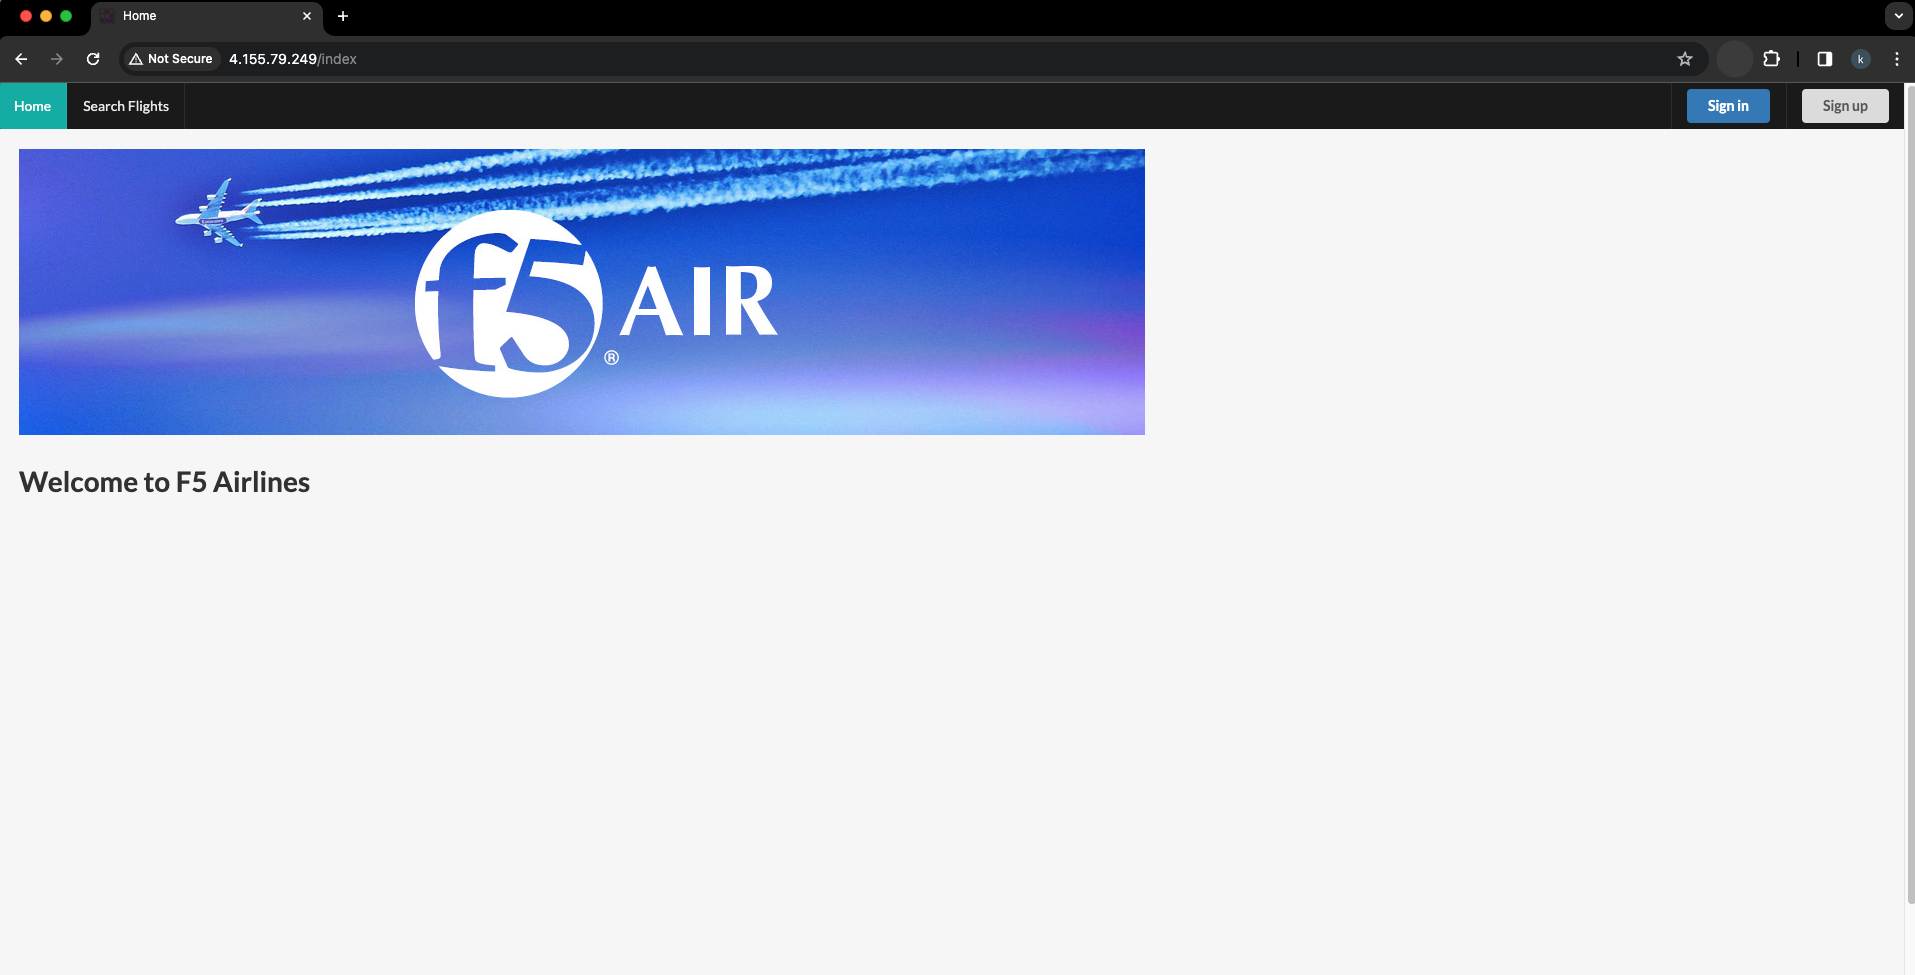 Home
Not Secure 4.155.79.249/index
k
Home Search Flights Sign in Sign up
f5 AIR
®
Welcome to F5 Airlines